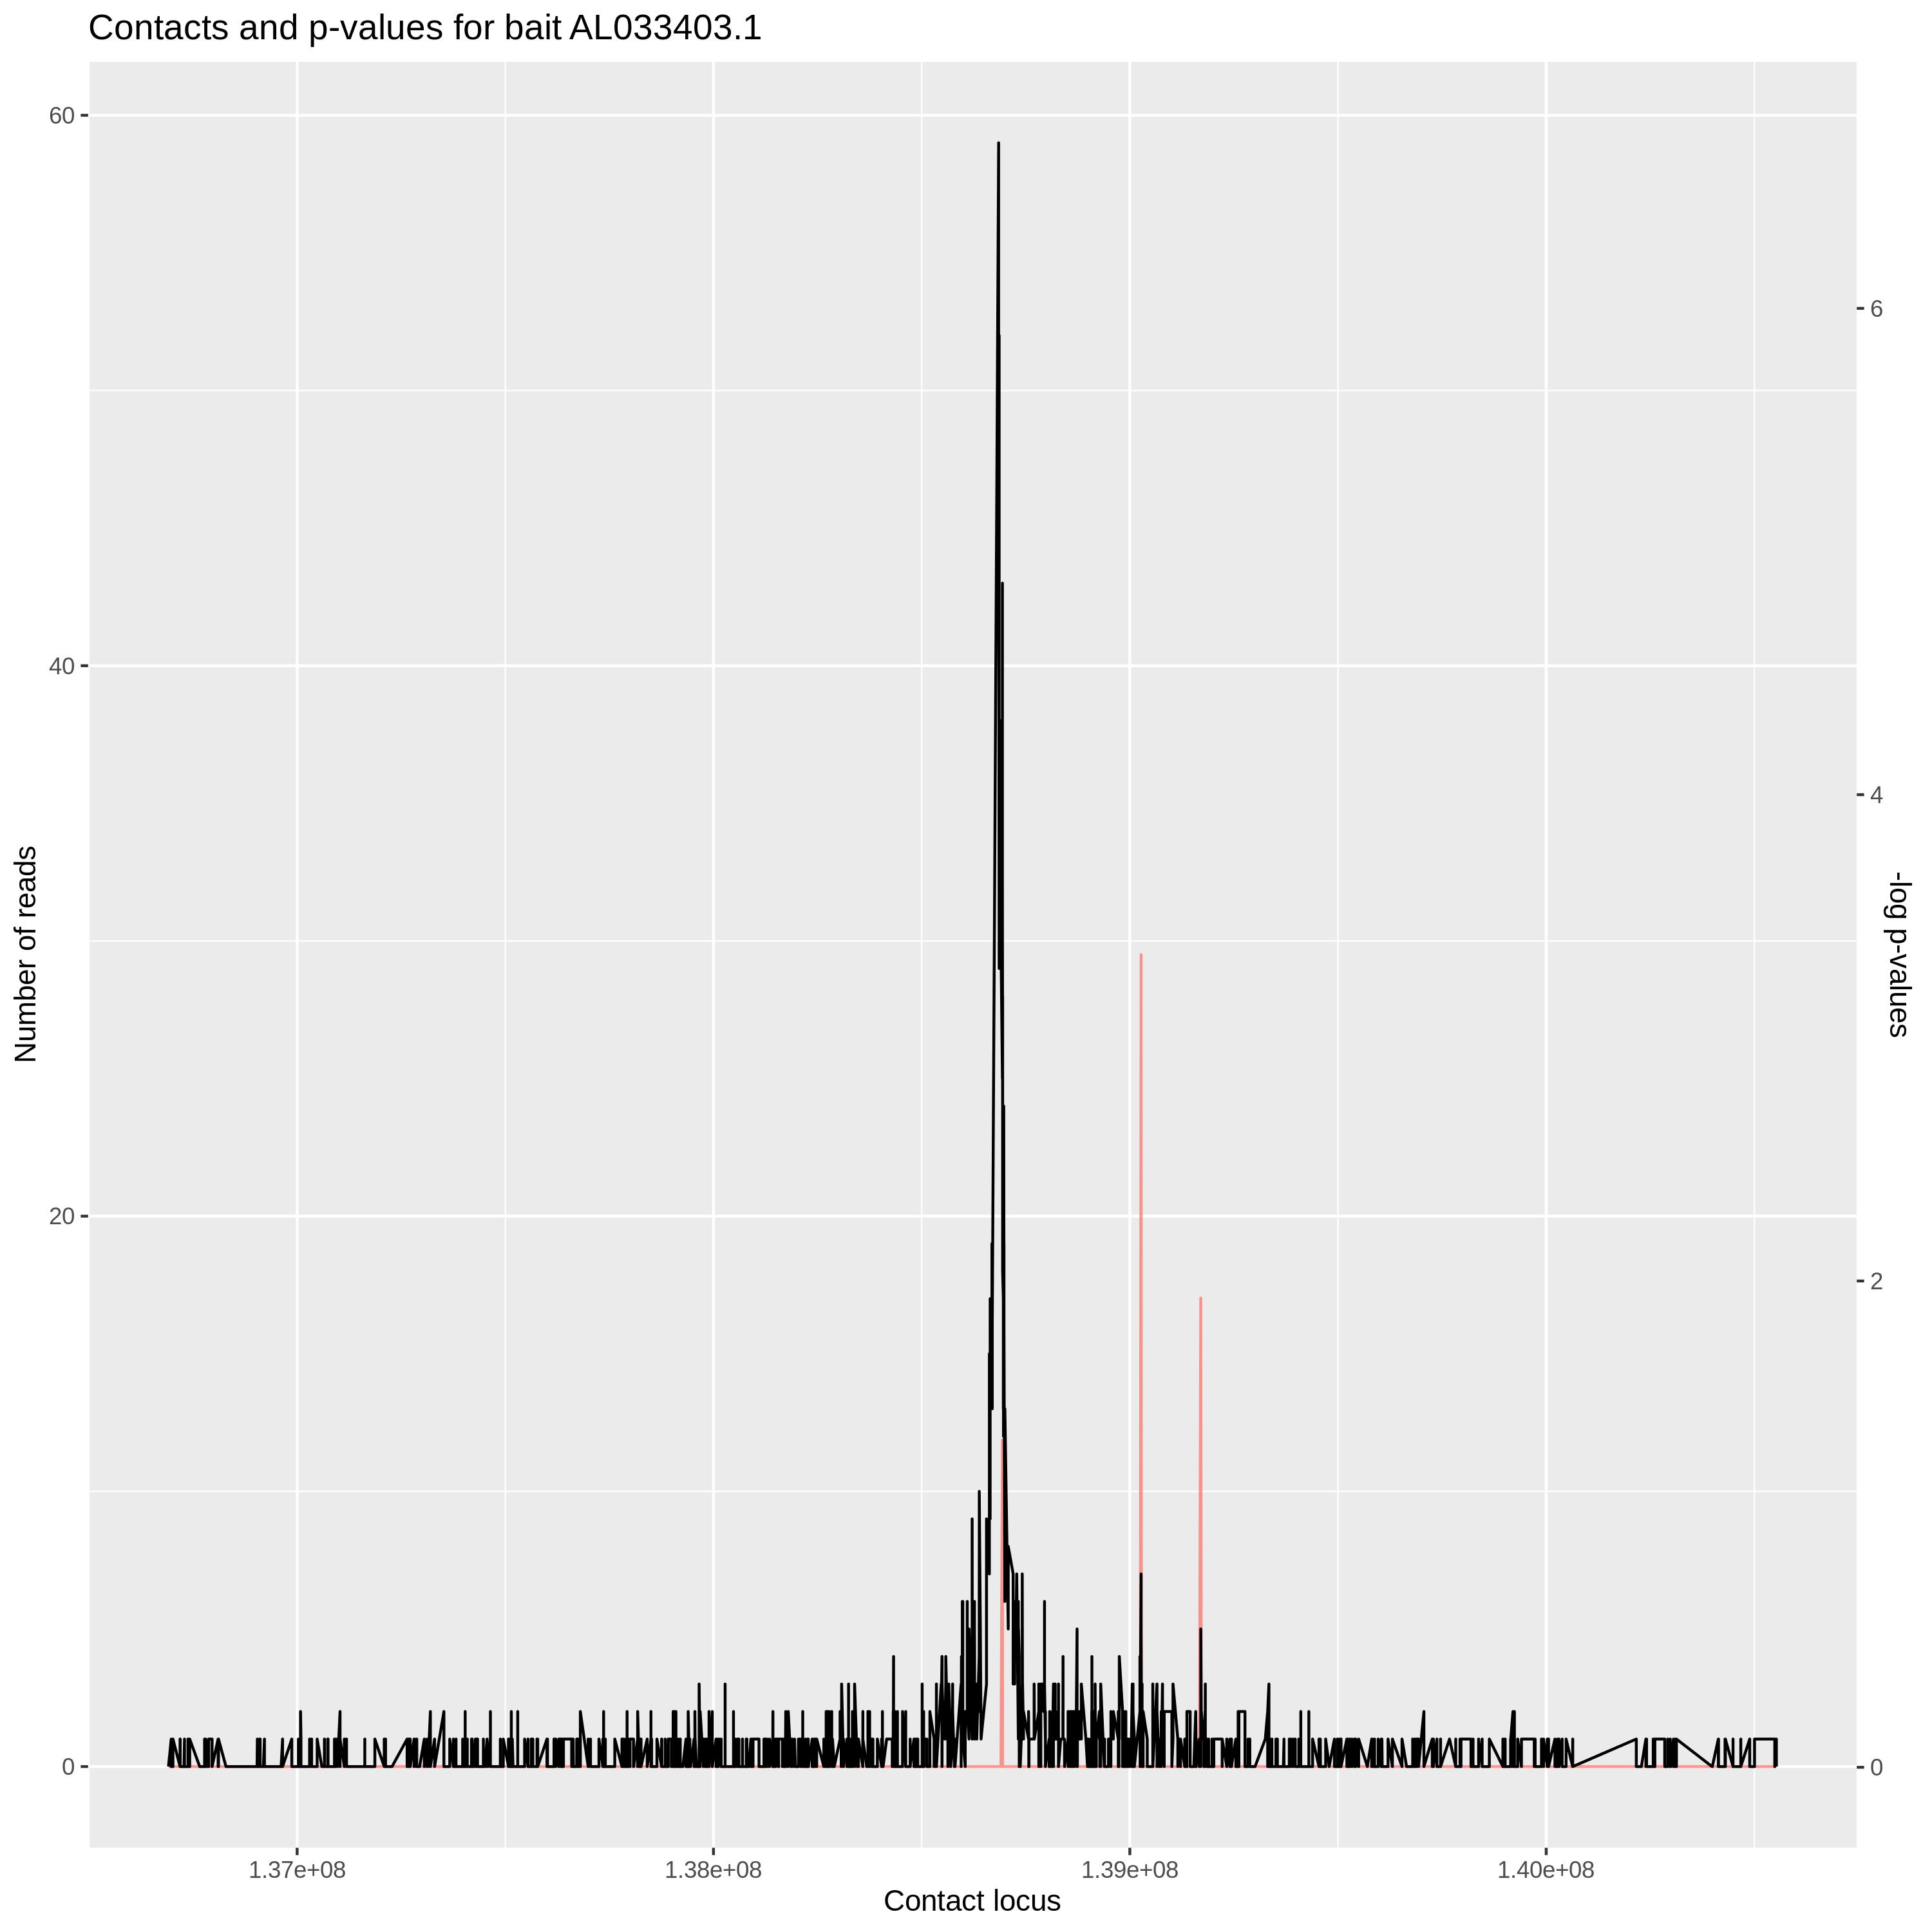 Contacts and p-values for bait AL033403.1
60
40
20
0
Number of reads
6
4
2
0
-log p-values
1.37e+08 1.38e+08 1.39e+08 1.40e+08
Contact locus